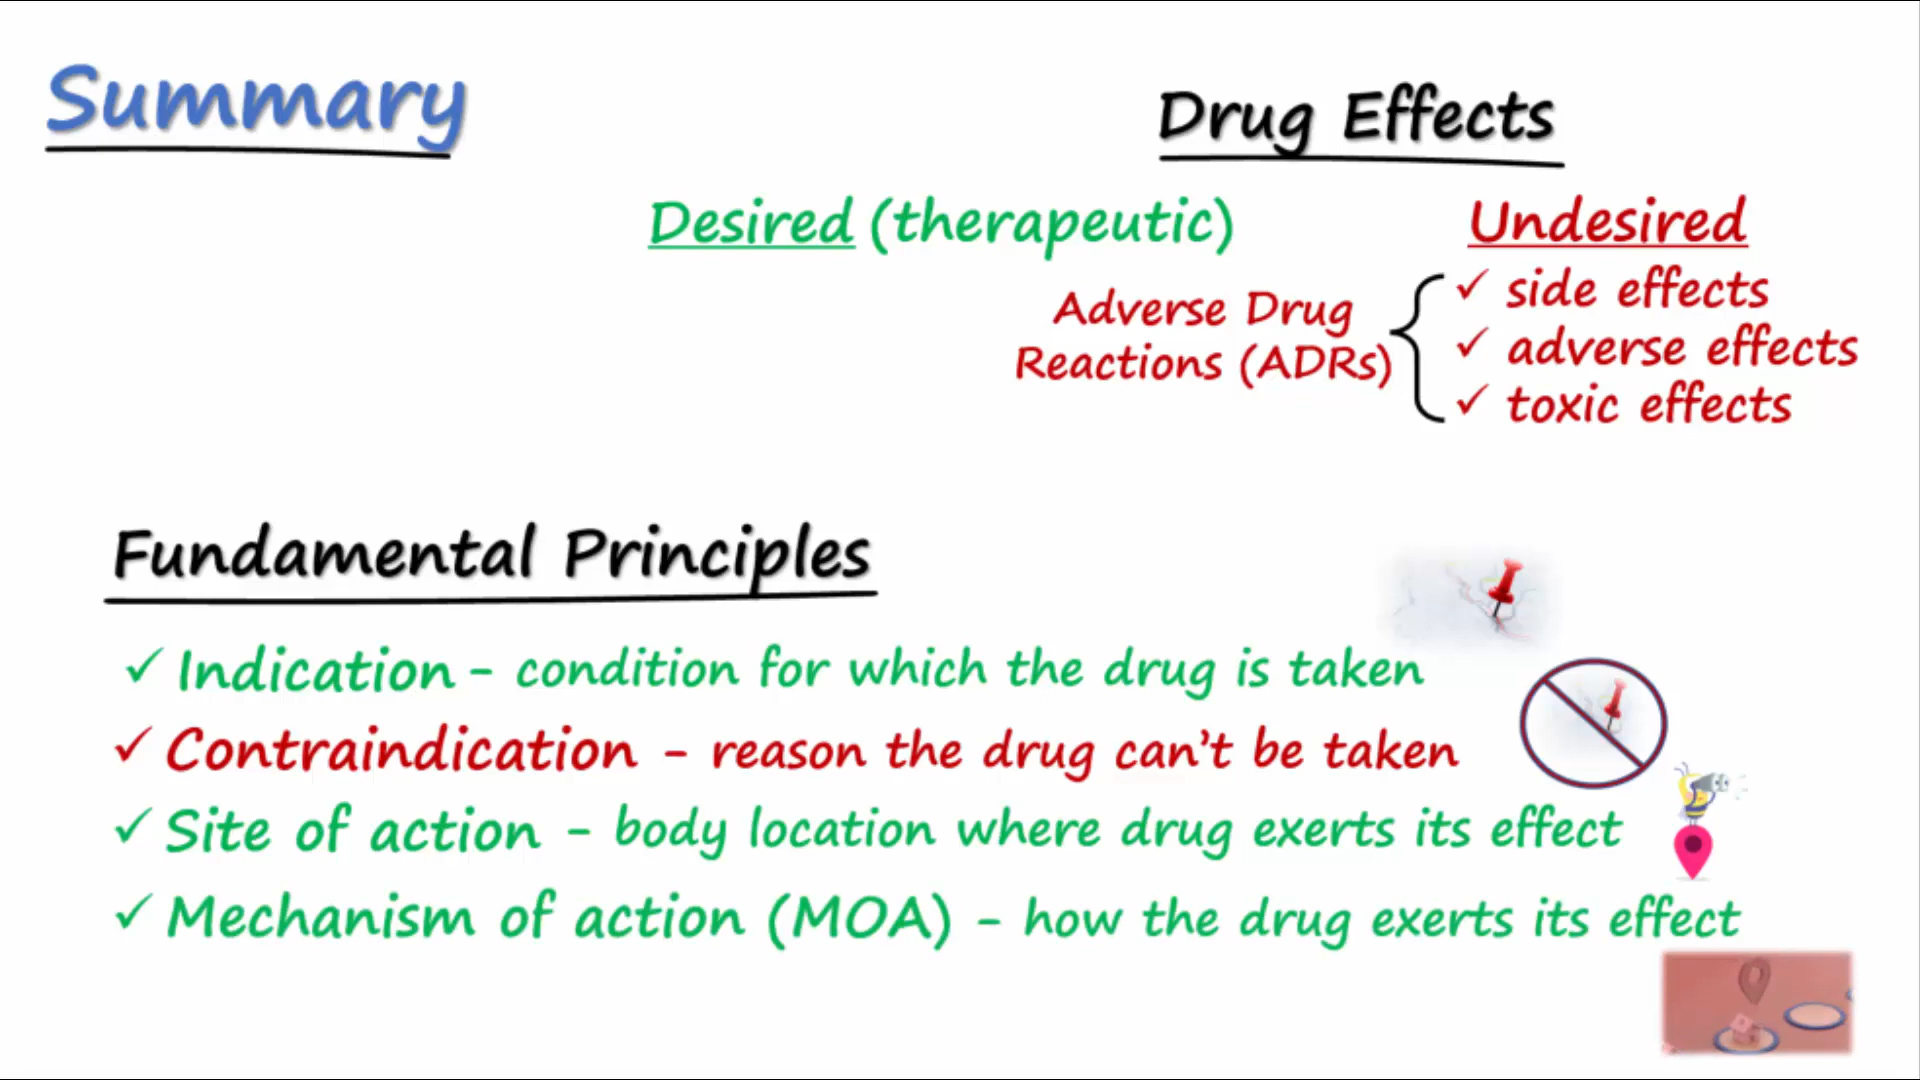 Summary
Drug Effects
Desired (therapeutic)
Undesired
Adverse Drug
Reactions (ADRs)
✓ side effects
✓ adverse effects
✓ toxic effects
Fundamental Principles
✓ Indication - condition for which the drug is taken
✓ Contraindication - reason the drug can't be taken
✓ Site of action - body location where drug exerts its effect
✓ Mechanism of action (MOA) - how the drug exerts its effect